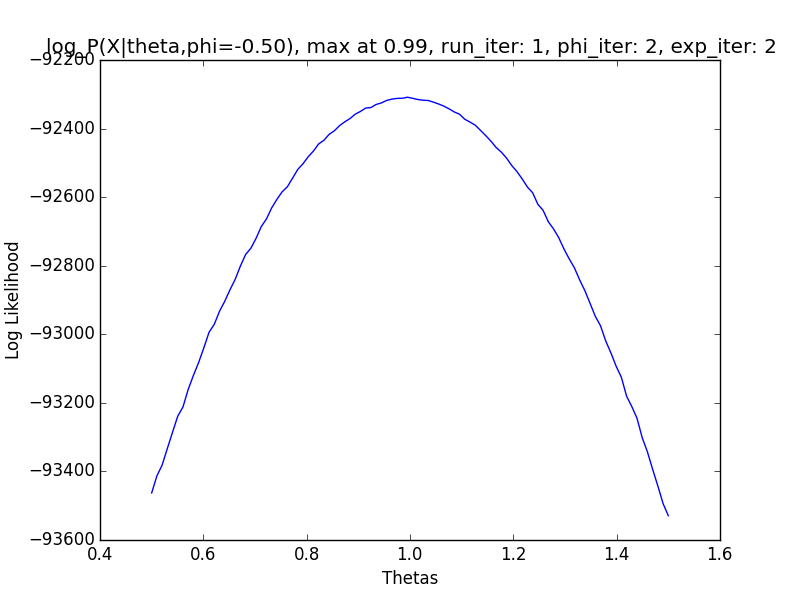 log P(X|theta,phi=-0.50), max at 0.99, run_iter: 1, phi_iter: 2, exp_iter: 2
−92200
−92400
−92600
−92800
−93000
−93200
−93400
−93600
Log Likelihood
0.4 0.6 0.8 1.0 1.2 1.4 1.6
Thetas